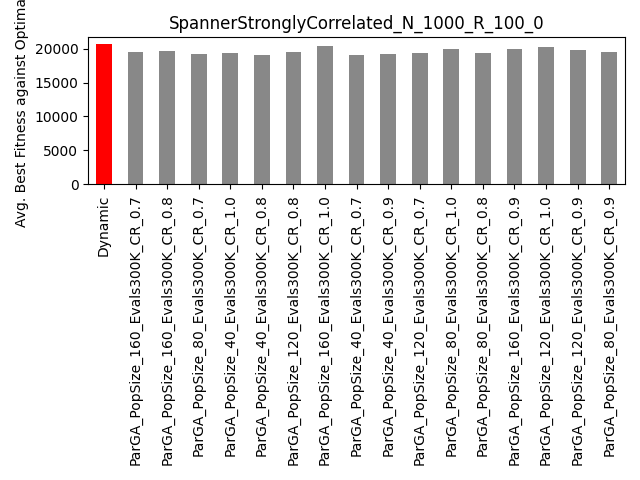 SpannerStronglyCorrelated_N_1000_R_100_0
Avg. Best Fitness against Optima
20000
15000
10000
5000
0
Dynamic
ParGA_PopSize_160_Evals300K_CR_0.7
ParGA_PopSize_160_Evals300K_CR_0.8
ParGA_PopSize_80_Evals300K_CR_0.7
ParGA_PopSize_40_Evals300K_CR_1.0
ParGA_PopSize_40_Evals300K_CR_0.8
ParGA_PopSize_120_Evals300K_CR_0.8
ParGA_PopSize_160_Evals300K_CR_1.0
ParGA_PopSize_40_Evals300K_CR_0.7
ParGA_PopSize_40_Evals300K_CR_0.9
ParGA_PopSize_120_Evals300K_CR_0.7
ParGA_PopSize_80_Evals300K_CR_1.0
ParGA_PopSize_80_Evals300K_CR_0.8
ParGA_PopSize_160_Evals300K_CR_0.9
ParGA_PopSize_120_Evals300K_CR_1.0
ParGA_PopSize_120_Evals300K_CR_0.9
ParGA_PopSize_80_Evals300K_CR_0.9